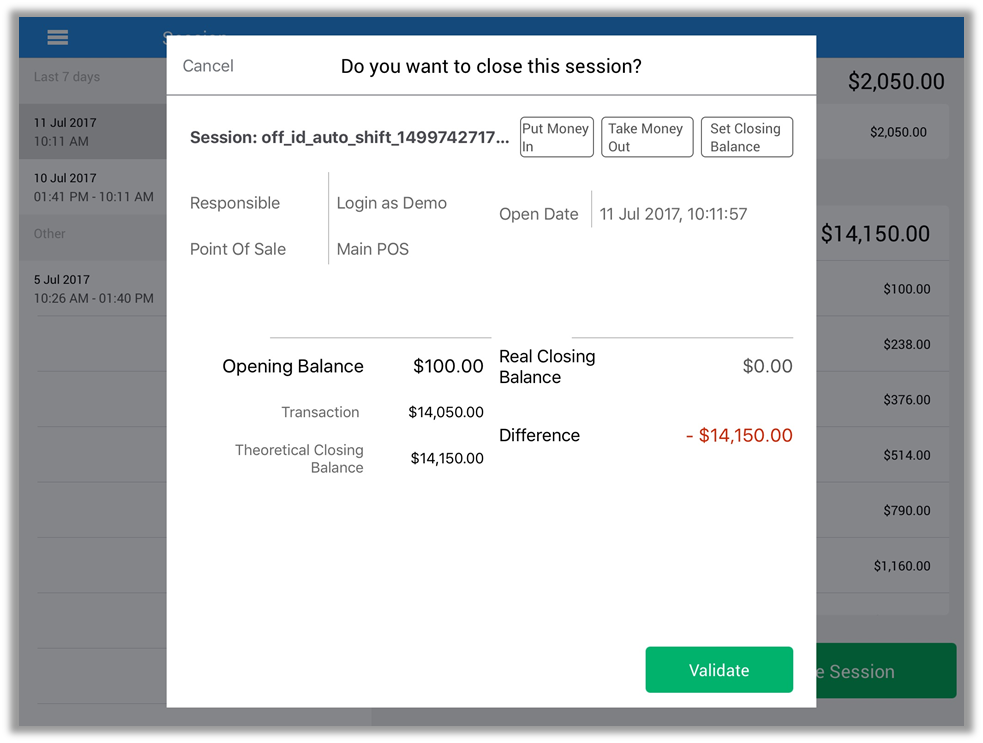 Session
Cancel
Do you want to close this session?
Last 7 days
$2,050.00
11 Jul 2017
10:11 AM
$2,050.00
Session: off_id_auto_shift_1499742717...
Put Money
In
Take Money
Out
Set Closing
Balance
10 Jul 2017
01:41 PM - 10:11 AM
Responsible
Login as Demo
Open Date
11 Jul 2017, 10:11:57
Other
$14,150.00
Point Of Sale
Main POS
5 Jul 2017
10:26 AM - 01:40 PM
$100.00
$238.00
Opening Balance
$100.00
Real Closing
Balance
$0.00
$376.00
Transaction
$14,050.00
Difference
- $14,150.00
Theoretical Closing
Balance
$14,150.00
$514.00
$790.00
$1,160.00
Validate
e Session